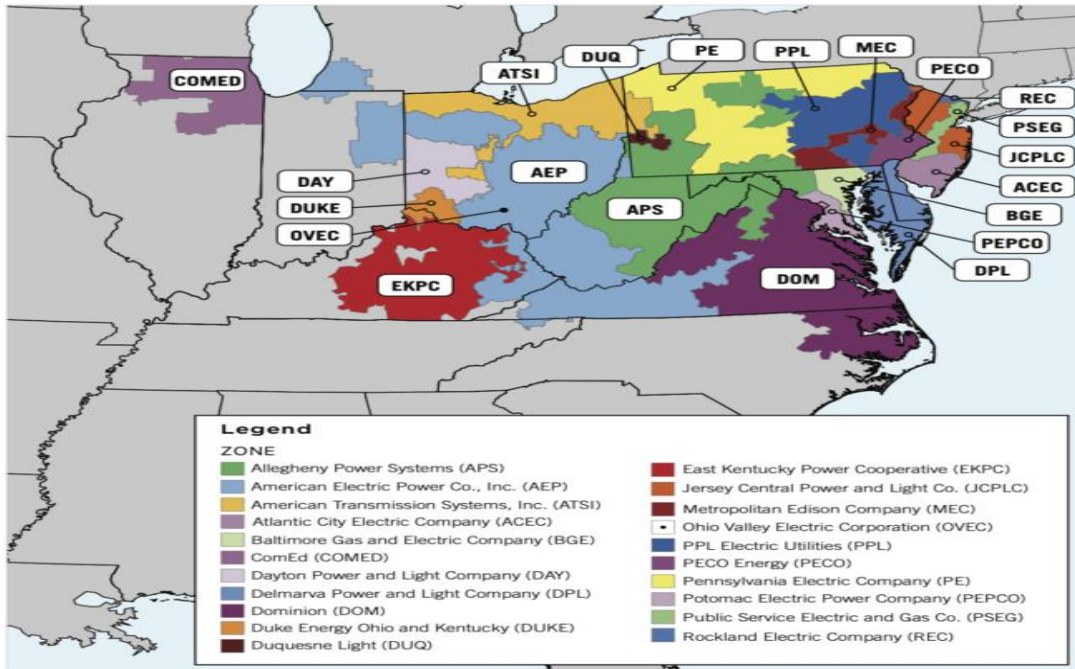 COMED
ATSI
DUQ
PE
PPL
MEC
PECO
REC
PSEG
JCPLC
ACEC
BGE
PEPCO
DPL
DAY
DUKE
OVEC
AEP
APS
EKPC
DOM
Legend
ZONE
Allegheny Power Systems (APS)
American Electric Power Co., Inc. (AEP)
American Transmission Systems, Inc. (ATSI)
Atlantic City Electric Company (ACEC)
Baltimore Gas and Electric Company (BGE)
ComEd (COMED)
Dayton Power and Light Company (DAY)
Delmarva Power and Light Company (DPL)
Dominion (DOM)
Duke Energy Ohio and Kentucky (DUKE)
Duquesne Light (DUQ)
East Kentucky Power Cooperative (EKPC)
Jersey Central Power and Light Co. (JCPLC)
Metropolitan Edison Company (MEC)
Ohio Valley Electric Corporation (OVEC)
PPL Electric Utilities (PPL)
PECO Energy (PECO)
Pennsylvania Electric Company (PE)
Potomac Electric Power Company (PEPCO)
Public Service Electric and Gas Co. (PSEG)
Rockland Electric Company (REC)